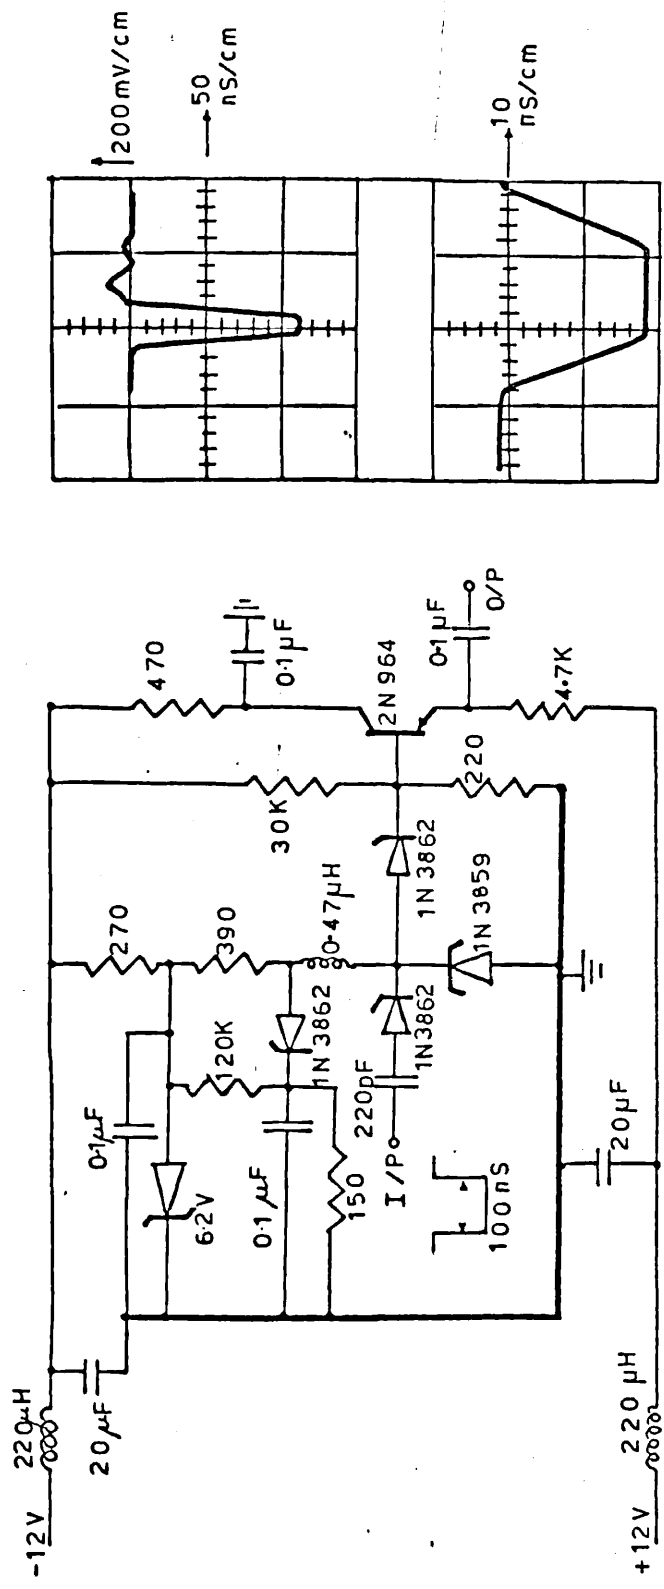 -12V
220µH
20µF
0·1µF
6·2V
270
120K
390
0·1µF
150
1N3862
0·47µH
30K
470
0·1µF
220pF
I/P
1N3862
1N3862
2N964
1N3859
220
0·1µF
O/P
4·7K
100nS
20µF
+12V
220µH
200mV/cm
50
nS/cm
10
nS/cm